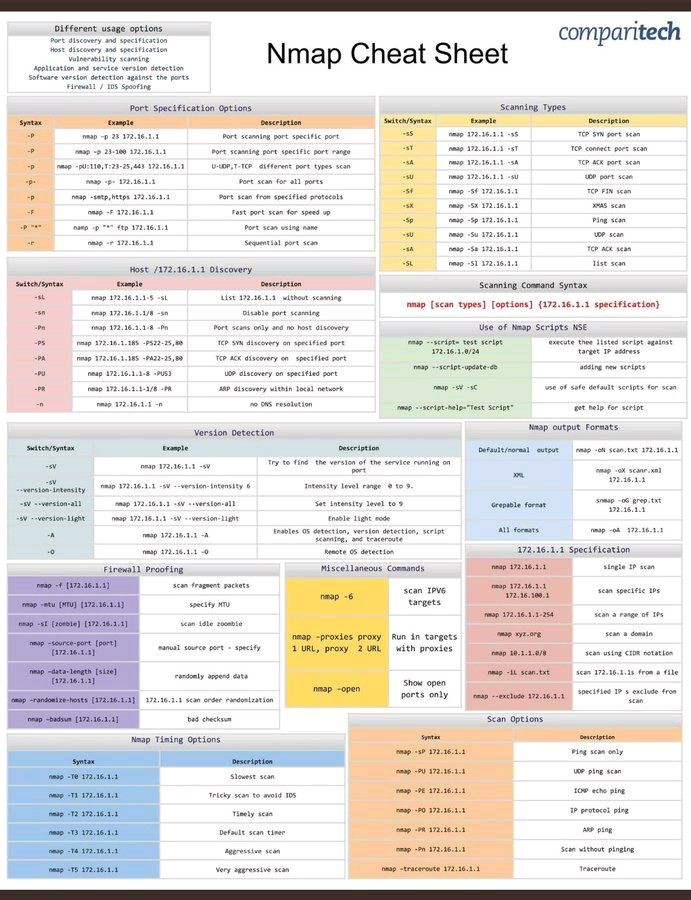 Different usage options
Port discovery and specification
Host discovery and specification
Vulnerability scanning
Application and service version detection
Software version detection against the ports
Firewall / IDS Spoofing
Nmap Cheat Sheet
comparitech
Port Specification Options
Syntax Example Description
-P nmap –p 23 172.16.1.1 Port scanning port specific port
-P nmap –p 23-100 172.16.1.1 Port scanning port specific port range
-p nmap -pU:110,T:23-25,443 172.16.1.1 U-UDP,T-TCP different port types scan
-p- nmap -p- 172.16.1.1 Port scan for all ports
-p nmap -smtp,https 172.16.1.1 Port scan from specified protocols
-F nmap –F 172.16.1.1 Fast port scan for speed up
-P "*" namp -p "*" ftp 172.16.1.1 Port scan using name
-r nmap -r 172.16.1.1 Sequential port scan
Scanning Types
Switch/Syntax Example Description
-sS nmap 172.16.1.1 -sS TCP SYN port scan
-sT nmap 172.16.1.1 -sT TCP connect port scan
-sA nmap 172.16.1.1 -sA TCP ACK port scan
-sU nmap 172.16.1.1 -sU UDP port scan
-Sf nmap -Sf 172.16.1.1 TCP FIN scan
-sX nmap -SX 172.16.1.1 XMAS scan
-Sp nmap -Sp 172.16.1.1 Ping scan
-sU nmap -Su 172.16.1.1 UDP scan
-sA nmap -Sa 172.16.1.1 TCP ACK scan
-SL nmap -Sl 172.16.1.1 list scan
Host /172.16.1.1 Discovery
Switch/Syntax Example Description
-sL nmap 172.16.1.1-5 -sL List 172.16.1.1 without scanning
-sn nmap 172.16.1.1/8 -sn Disable port scanning
-Pn nmap 172.16.1.1-8 -Pn Port scans only and no host discovery
-PS nmap 172.16.1.185 -PS22-25,80 TCP SYN discovery on specified port
-PA nmap 172.16.1.185 -PA22-25,80 TCP ACK discovery on specified port
-PU nmap 172.16.1.1-8 -PU53 UDP discovery on specified port
-PR nmap 172.16.1.1-1/8 -PR ARP discovery within local network
-n nmap 172.16.1.1 -n no DNS resolution
Scanning Command Syntax
nmap [scan types] [options] {172.16.1.1 specification}
Use of Nmap Scripts NSE
nmap --script= test script execute thee listed script against
172.16.1.0/24 target IP address
nmap --script-update-db adding new scripts
nmap -sV -sC use of safe default scripts for scan
nmap --script-help="Test Script" get help for script
Version Detection
Switch/Syntax Example Description
-sV nmap 172.16.1.1 -sV Try to find the version of the service running on
port
-sV
--version-intensity nmap 172.16.1.1 -sV --version-intensity 6 Intensity level range 0 to 9.
-sV --version-all nmap 172.16.1.1 -sV --version-all Set intensity level to 9
-sV --version-light nmap 172.16.1.1 -sV --version-light Enable light mode
-A nmap 172.16.1.1 -A Enables OS detection, version detection, script
scanning, and traceroute
-O nmap 172.16.1.1 -O Remote OS detection
Nmap output Formats
Default/normal output nmap -oN scan.txt 172.16.1.1
XML nmap -oX scanr.xml
172.16.1.1
Grepable format snmap -oG grep.txt
172.16.1.1
All formats nmap -oA 172.16.1.1
Firewall Proofing
nmap -f [172.16.1.1] scan fragment packets
nmap –mtu [MTU] [172.16.1.1] specify MTU
nmap -sI [zombie] [172.16.1.1] scan idle zoombie
nmap –source-port [port]
[172.16.1.1] manual source port - specify
nmap –data-length [size]
[172.16.1.1] randomly append data
nmap –randomize-hosts [172.16.1.1] 172.16.1.1 scan order randomization
nmap –badsum [172.16.1.1] bad checksum
Miscellaneous Commands
nmap -6 scan IPV6
targets
nmap –proxies proxy Run in targets
1 URL, proxy 2 URL with proxies
nmap –open Show open
ports only
172.16.1.1 Specification
nmap 172.16.1.1 single IP scan
nmap 172.16.1.1
172.16.100.1 scan specific IPs
nmap 172.16.1.1-254 scan a range of IPs
nmap xyz.org scan a domain
nmap 10.1.1.0/8 scan using CIDR notation
nmap -iL scan.txt scan 172.16.1.1s from a file
nmap --exclude 172.16.1.1 specified IP s exclude from
scan
Nmap Timing Options
Syntax Description
nmap -T0 172.16.1.1 Slowest scan
nmap -T1 172.16.1.1 Tricky scan to avoid IDS
nmap -T2 172.16.1.1 Timely scan
nmap -T3 172.16.1.1 Default scan timer
nmap -T4 172.16.1.1 Aggressive scan
nmap -T5 172.16.1.1 Very aggressive scan
Scan Options
Syntax Description
nmap -sP 172.16.1.1 Ping scan only
nmap -PU 172.16.1.1 UDP ping scan
nmap -PE 172.16.1.1 ICMP echo ping
nmap -PO 172.16.1.1 IP protocol ping
nmap -PR 172.16.1.1 ARP ping
nmap -Pn 172.16.1.1 Scan without pinging
nmap –traceroute 172.16.1.1 Traceroute